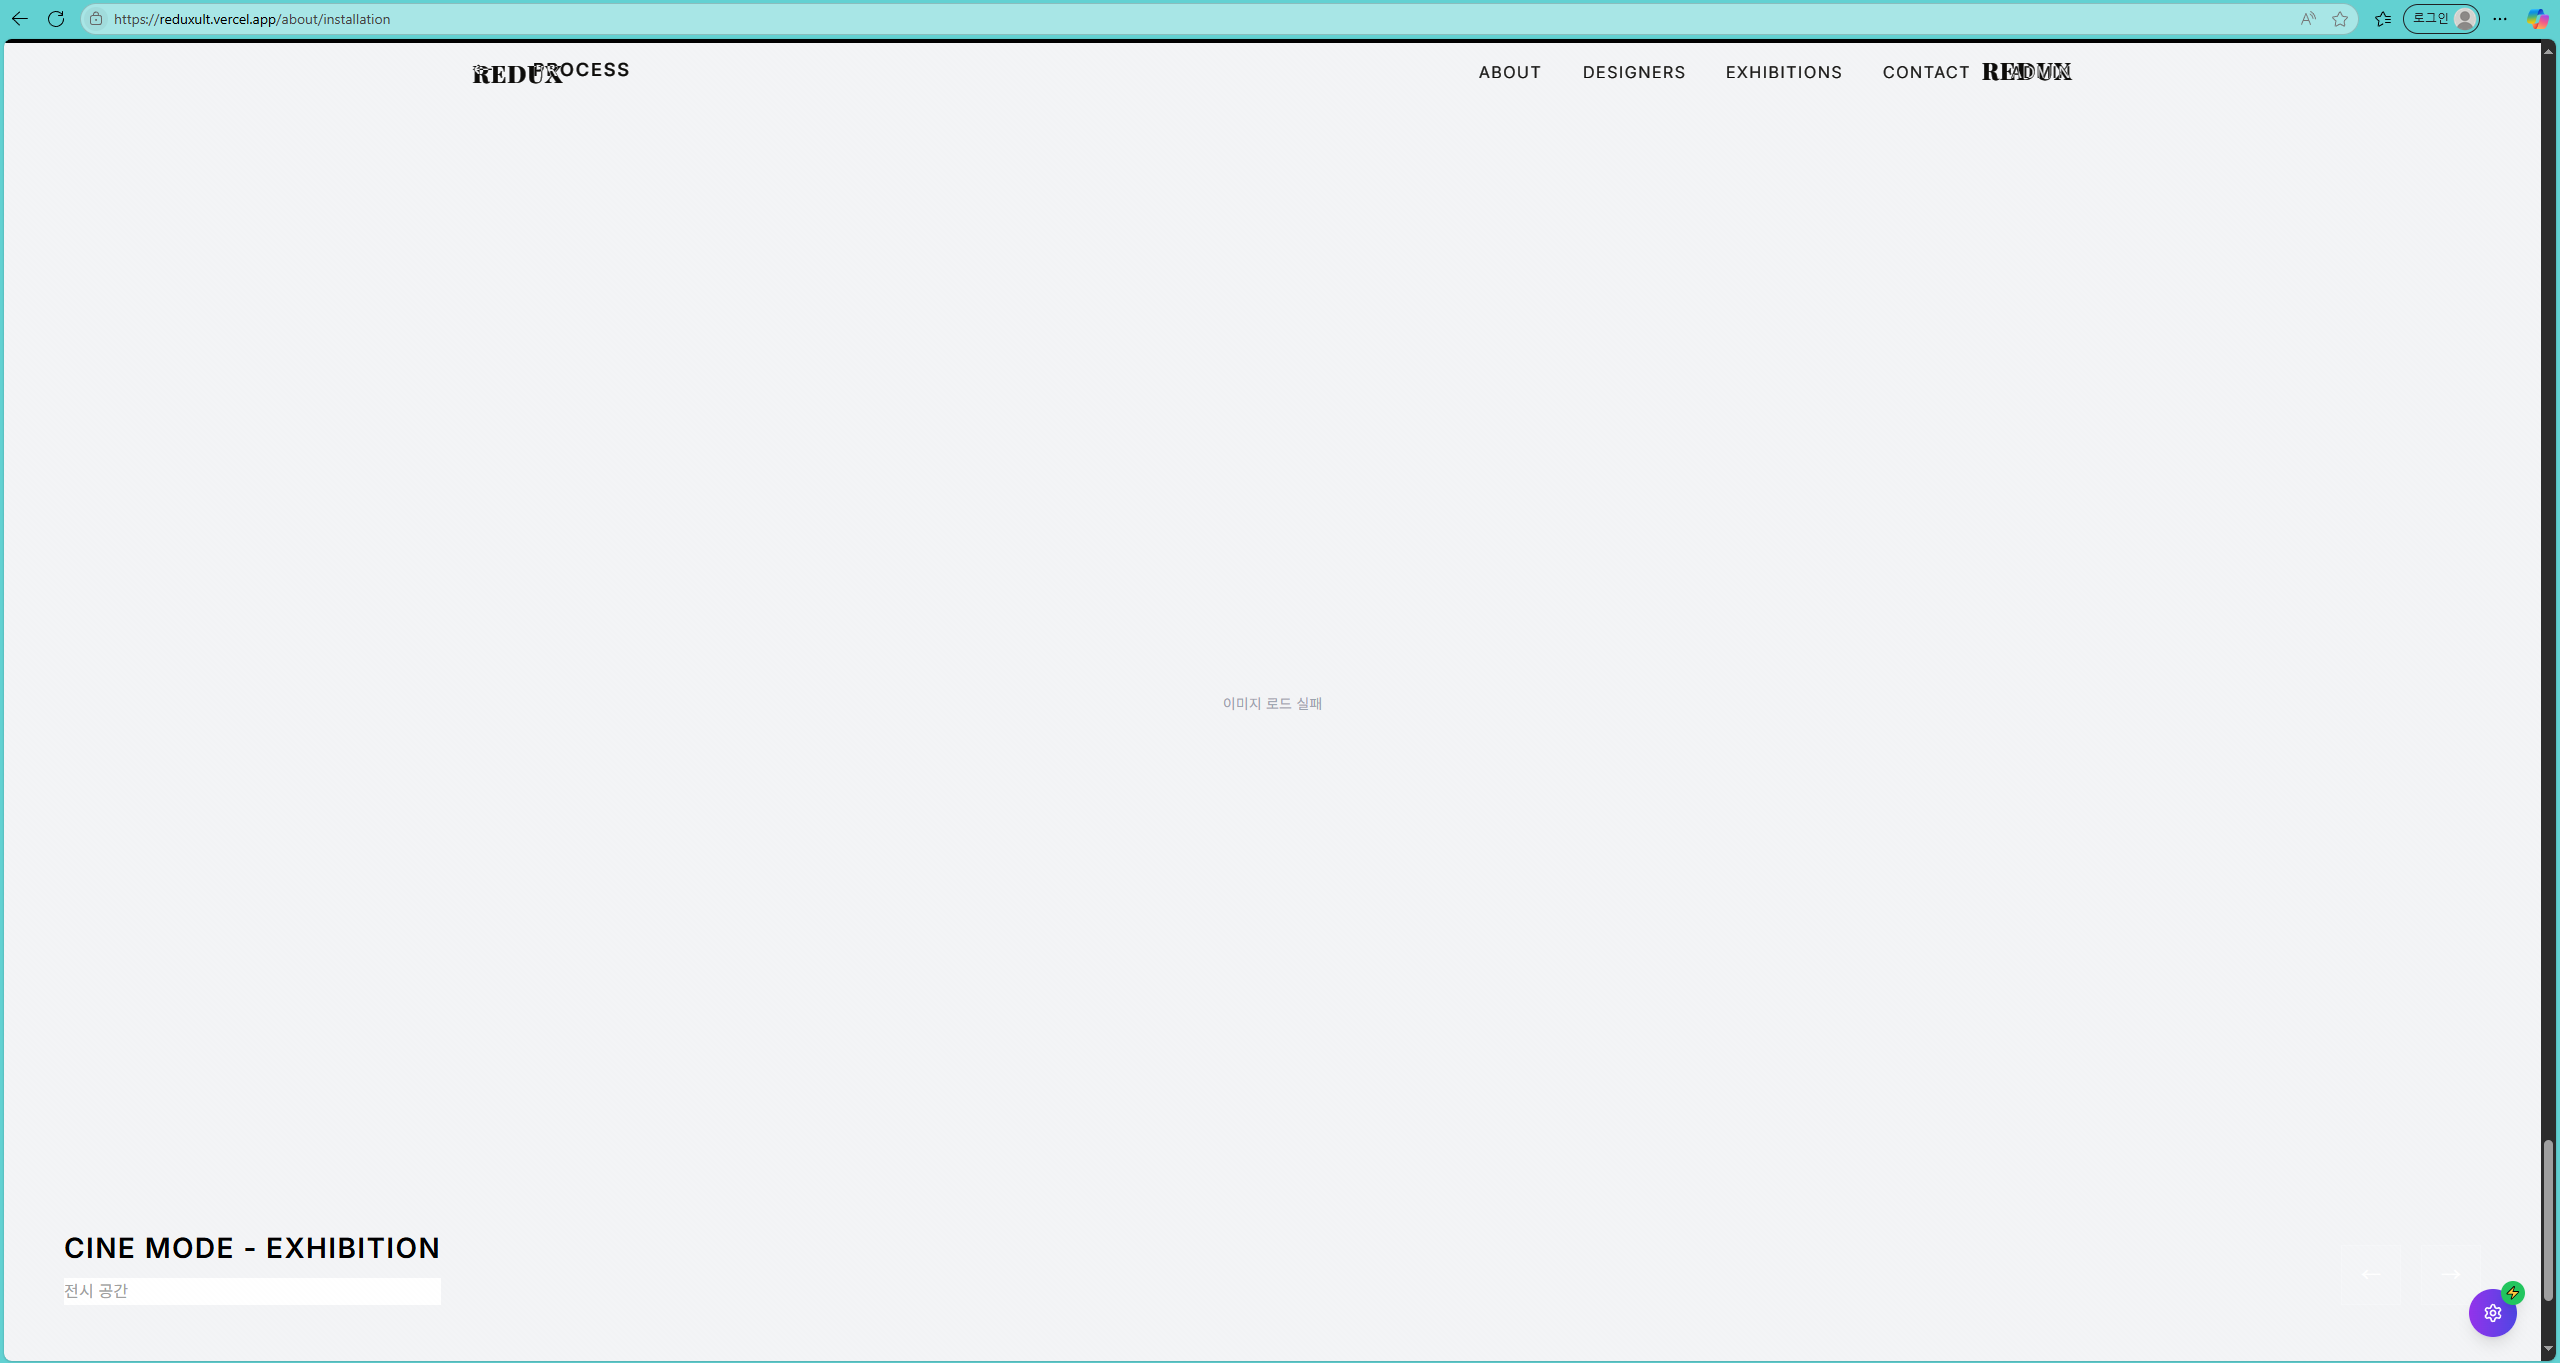 https://reduxult.vercel.app/about/installation
로그인
REDUX
PROCESS
ABOUT
DESIGNERS
EXHIBITIONS
CONTACT
ADMIN
REDUX
이미지 로드 실패
CINE MODE - EXHIBITION
전시 공간
← →